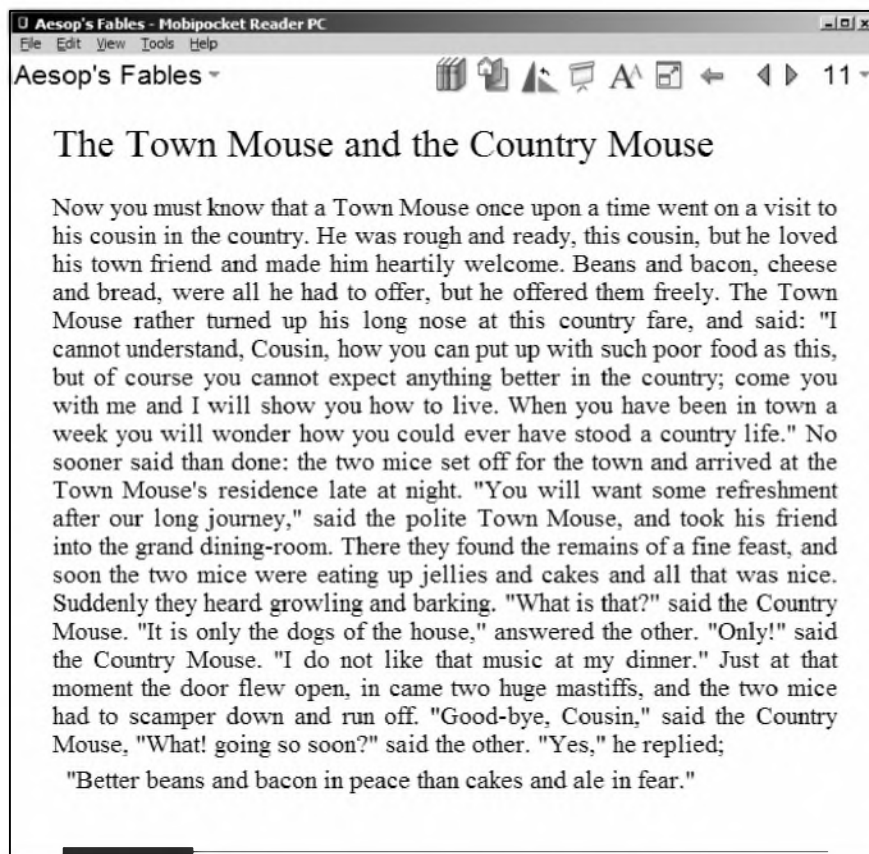 Aesop's Fables - Mobipocket Reader PC
File Edit View Tools Help
Aesop's Fables
11
The Town Mouse and the Country Mouse
Now you must know that a Town Mouse once upon a time went on a visit to
his cousin in the country. He was rough and ready, this cousin, but he loved
his town friend and made him heartily welcome. Beans and bacon, cheese
and bread, were all he had to offer, but he offered them freely. The Town
Mouse rather turned up his long nose at this country fare, and said: "I
cannot understand, Cousin, how you can put up with such poor food as this,
but of course you cannot expect anything better in the country; come you
with me and I will show you how to live. When you have been in town a
week you will wonder how you could ever have stood a country life." No
sooner said than done: the two mice set off for the town and arrived at the
Town Mouse's residence late at night. "You will want some refreshment
after our long journey," said the polite Town Mouse, and took his friend
into the grand dining-room. There they found the remains of a fine feast, and
soon the two mice were eating up jellies and cakes and all that was nice.
Suddenly they heard growling and barking. "What is that?" said the Country
Mouse. "It is only the dogs of the house," answered the other. "Only!" said
the Country Mouse. "I do not like that music at my dinner." Just at that
moment the door flew open, in came two huge mastiffs, and the two mice
had to scamper down and run off. "Good-bye, Cousin," said the Country
Mouse, "What! going so soon?" said the other. "Yes," he replied;
"Better beans and bacon in peace than cakes and ale in fear."